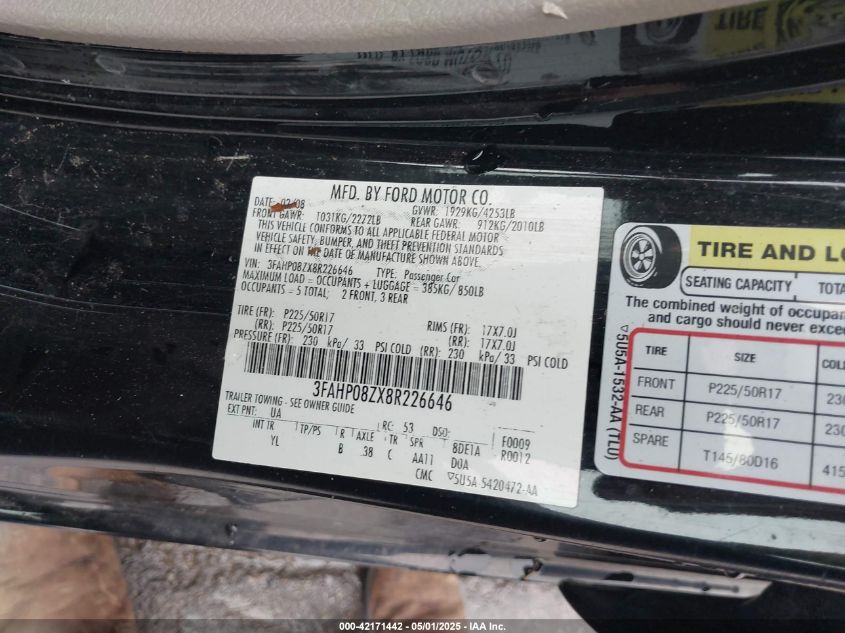 MFD. BY FORD MOTOR CO.
DATE: 02/08 GVWR: 1929KG/4253LB
FRONT GAWR: 1031KG/2272LB REAR GAWR: 912KG/2010LB
THIS VEHICLE CONFORMS TO ALL APPLICABLE FEDERAL MOTOR
VEHICLE SAFETY, BUMPER, AND THEFT PREVENTION STANDARDS
IN EFFECT ON THE DATE OF MANUFACTURE SHOWN ABOVE.
VIN: 3FAHP08ZX8R226646 TYPE: Passenger Car
MAXIMUM LOAD = OCCUPANTS + LUGGAGE = 385KG/ 850LB
OCCUPANTS = 5 TOTAL; 2 FRONT, 3 REAR
TIRE (FR): P225/50R17 RIMS (FR): 17X7.0J
(RR): P225/50R17 (RR): 17X7.0J
PRESSURE (FR): 230 kPa/ 33 PSI COLD (RR): 230 kPa/ 33 PSI COLD
3FAHP08ZX8R226646
TRAILER TOWING - SEE OWNER GUIDE
EXT PNT: UA RC: 53 DSO: F0009
INT TR TP/PS R AXLE TR SPR BDE1A R0012
YL B .38 C AA11 DOA
CMC ▽5U5A-5420472-AA
TIRE AND LO
SEATING CAPACITY TOTA
The combined weight of occupan
and cargo should never excee
TIRE SIZE COL
FRONT P225/50R17 230
REAR P225/50R17 230
SPARE T145/80D16 415
▽5U5A-1532-AA (TL0)
TIRE
000-42171442 - 05/01/2025 - IAA Inc.